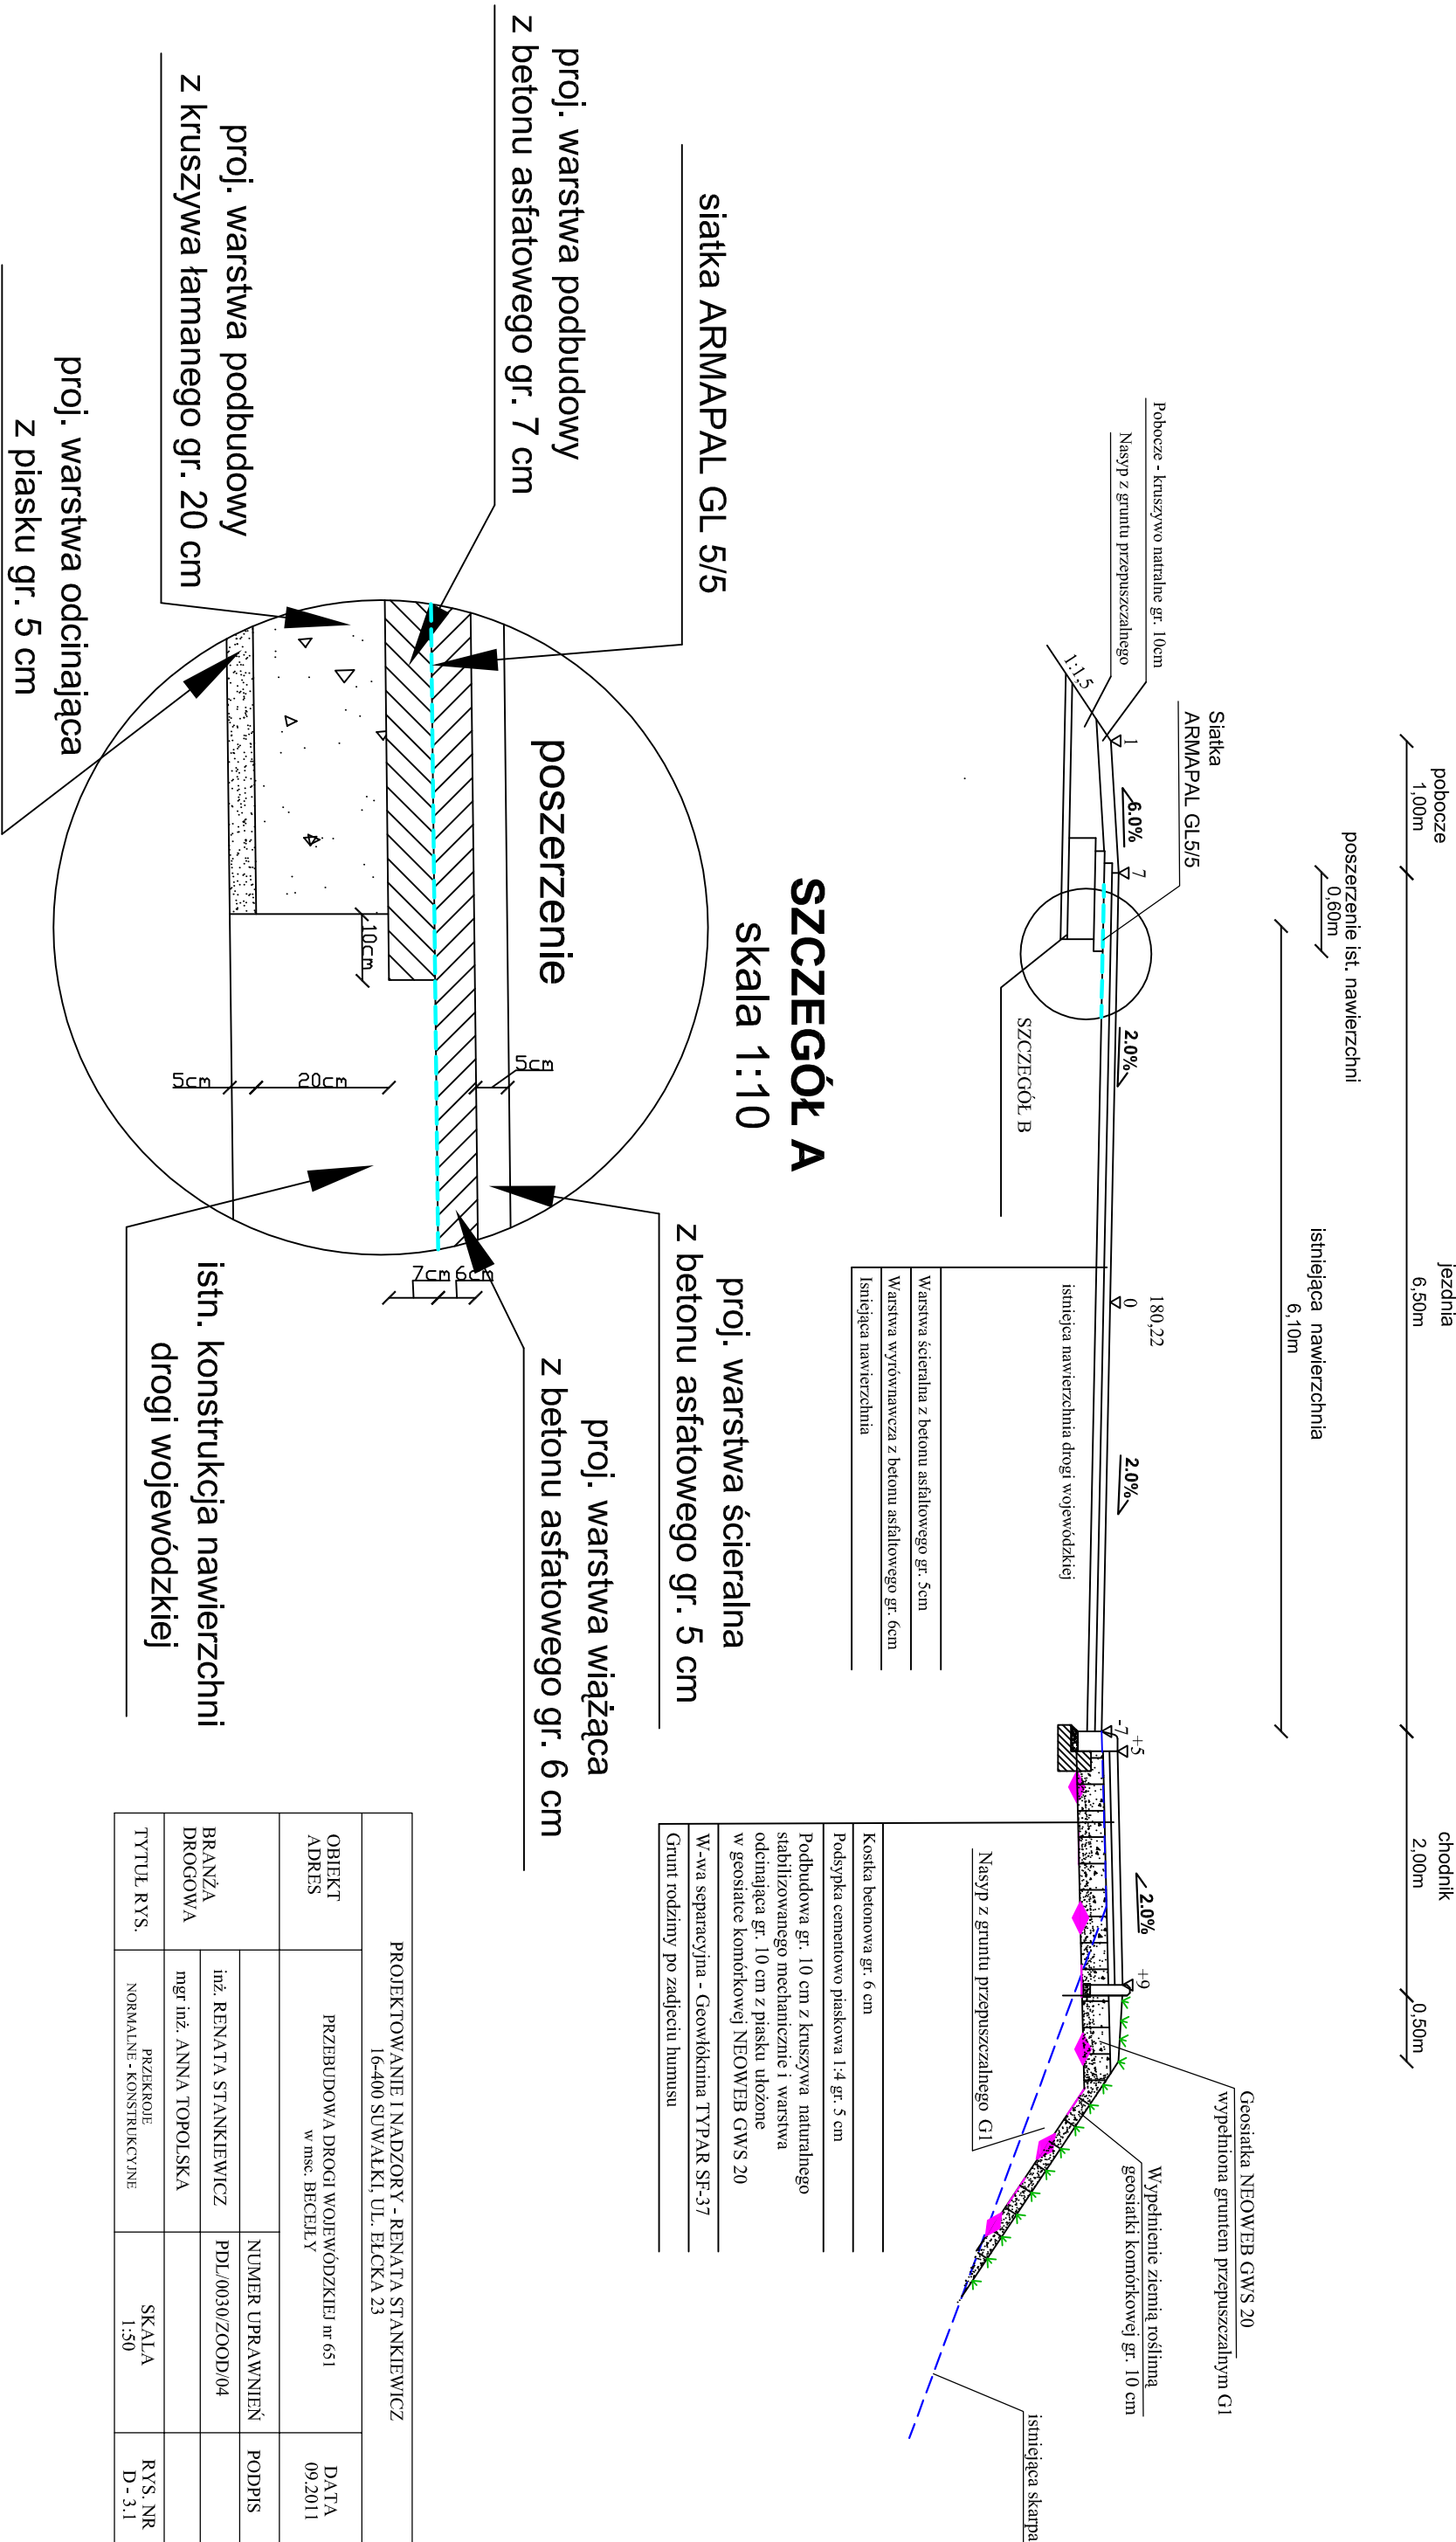 pobocze
1,00m
jezdnia
6,50m
chodnik
2,00m
0,50m
poszerzenie ist. nawierzchni
0,60m
istniejąca nawierzchnia
6,10m
Pobocze - kruszywo natralne gr. 10cm
Nasyp z gruntu przepuszczalnego
Siatka
ARMAPAL GL5/5
1:1,5
1
6.0%
7
2.0%
180,22
0
2.0%
-7
+5
2.0%
+9
Geosiatka NEOWEB GWS 20
wypełniona gruntem przepuszczalnym G1
Wypełnienie ziemią roślinną
geosiatki komórkowej gr. 10 cm
istniejąca skarpa
SZCZEGÓŁ B
istniejca nawierzchnia drogi wojewódzkiej
Warstwa ścieralna z betonu asfaltowego gr. 5cm
Warstwa wyrównawcza z betonu asfaltowego gr. 6cm
Isniejąca nawierzchnia
Nasyp z gruntu przepuszczalnego G1
Kostka betonowa gr. 6 cm
Podsypka cementowo piaskowa 1:4 gr. 5 cm
Podbudowa gr. 10 cm z kruszywa naturalnego
stabilizowanego mechanicznie i warstwa
odcinająca gr. 10 cm z piasku ułożone
w geosiatce komórkowej NEOWEB GWS 20
W-wa separacyjna - Geowłóknina TYPAR SF-37
Grunt rodzimy po zadjeciu humusu
SZCZEGÓŁ A
skala 1:10
siatka ARMAPAL GL 5/5
proj. warstwa podbudowy
z betonu asfatowego gr. 7 cm
proj. warstwa podbudowy
z kruszywa łamanego gr. 20 cm
proj. warstwa odcinająca
z piasku gr. 5 cm
poszerzenie
10cm
5cm
20cm
5cm
7cm
6cm
proj. warstwa ścieralna
z betonu asfatowego gr. 5 cm
proj. warstwa wiążąca
z betonu asfatowego gr. 6 cm
istn. konstrukcja nawierzchni
drogi wojewódzkiej
PROJEKTOWANIE I NADZORY - RENATA STANKIEWICZ
16-400 SUWAŁKI, UL. EŁCKA 23
OBIEKT
ADRES
PRZEBUDOWA DROGI WOJEWÓDZKIEJ nr 651
w msc. BECEJŁY
DATA
09.2011
BRANŻA
DROGOWA
NUMER UPRAWNIEŃ
PODPIS
inż. RENATA STANKIEWICZ
PDL/0030/ZOOD/04
mgr inż. ANNA TOPOLSKA
TYTUŁ RYS.
PRZEKROJE
NORMALNE - KONSTRUKCYJNE
SKALA
1:50
RYS. NR
D - 3.1